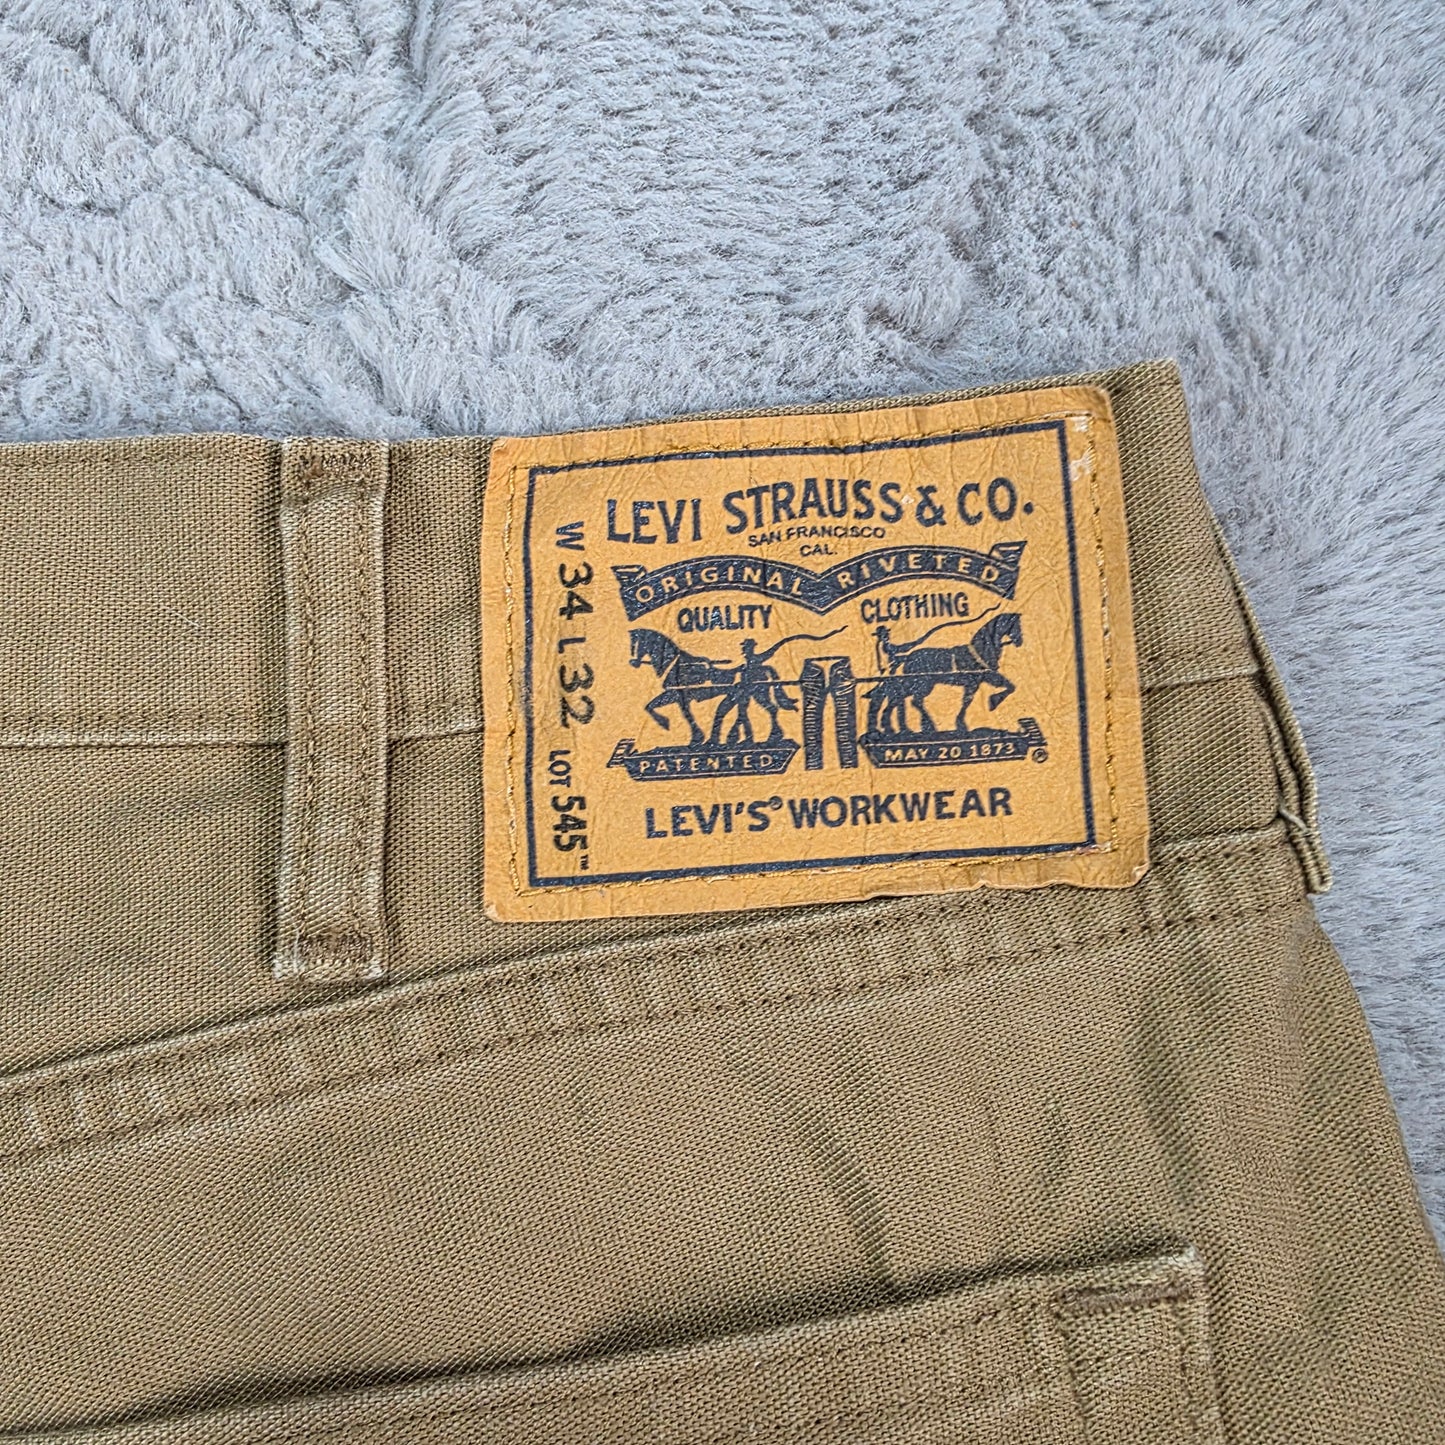 LEVI STRAUSS & CO.
SAN FRANCISCO
CAL.
ORIGINAL RIVETED
QUALITY CLOTHING
PATENTED MAY 20 1873 ®
LEVI'S® WORKWEAR
W 34 L 32 LOT 545™